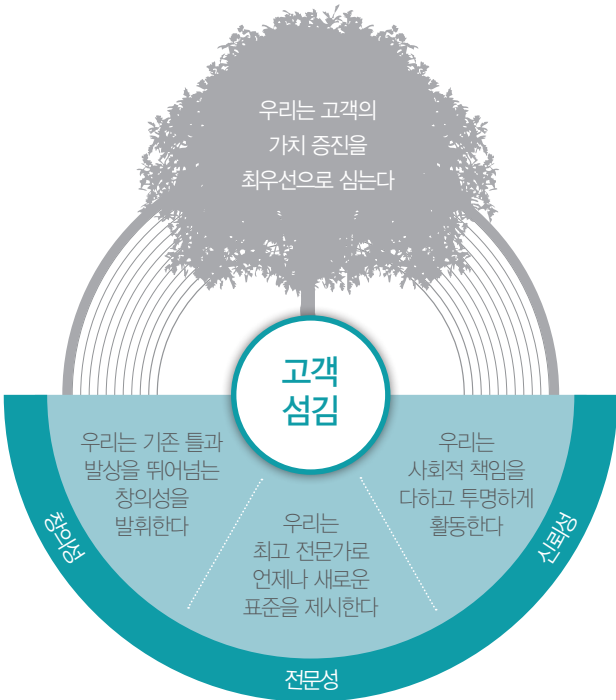 우리는 고객의
가치 증진을
최우선으로 심는다
고객
섬김
우리는 기존 틀과
발상을 뛰어넘는
창의성을
발휘한다
우리는
최고 전문가로
언제나 새로운
표준을 제시한다
우리는
사회적 책임을
다하고 투명하게
활동한다
창의성
전문성
신뢰성